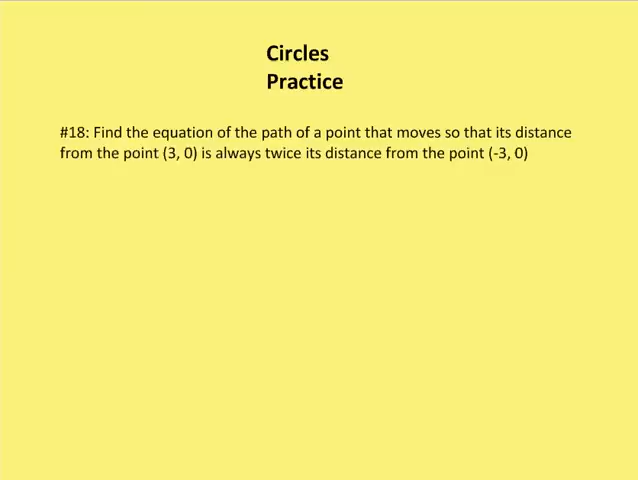 Circles
Practice
#18: Find the equation of the path of a point that moves so that its distance
from the point (3, 0) is always twice its distance from the point (-3, 0)